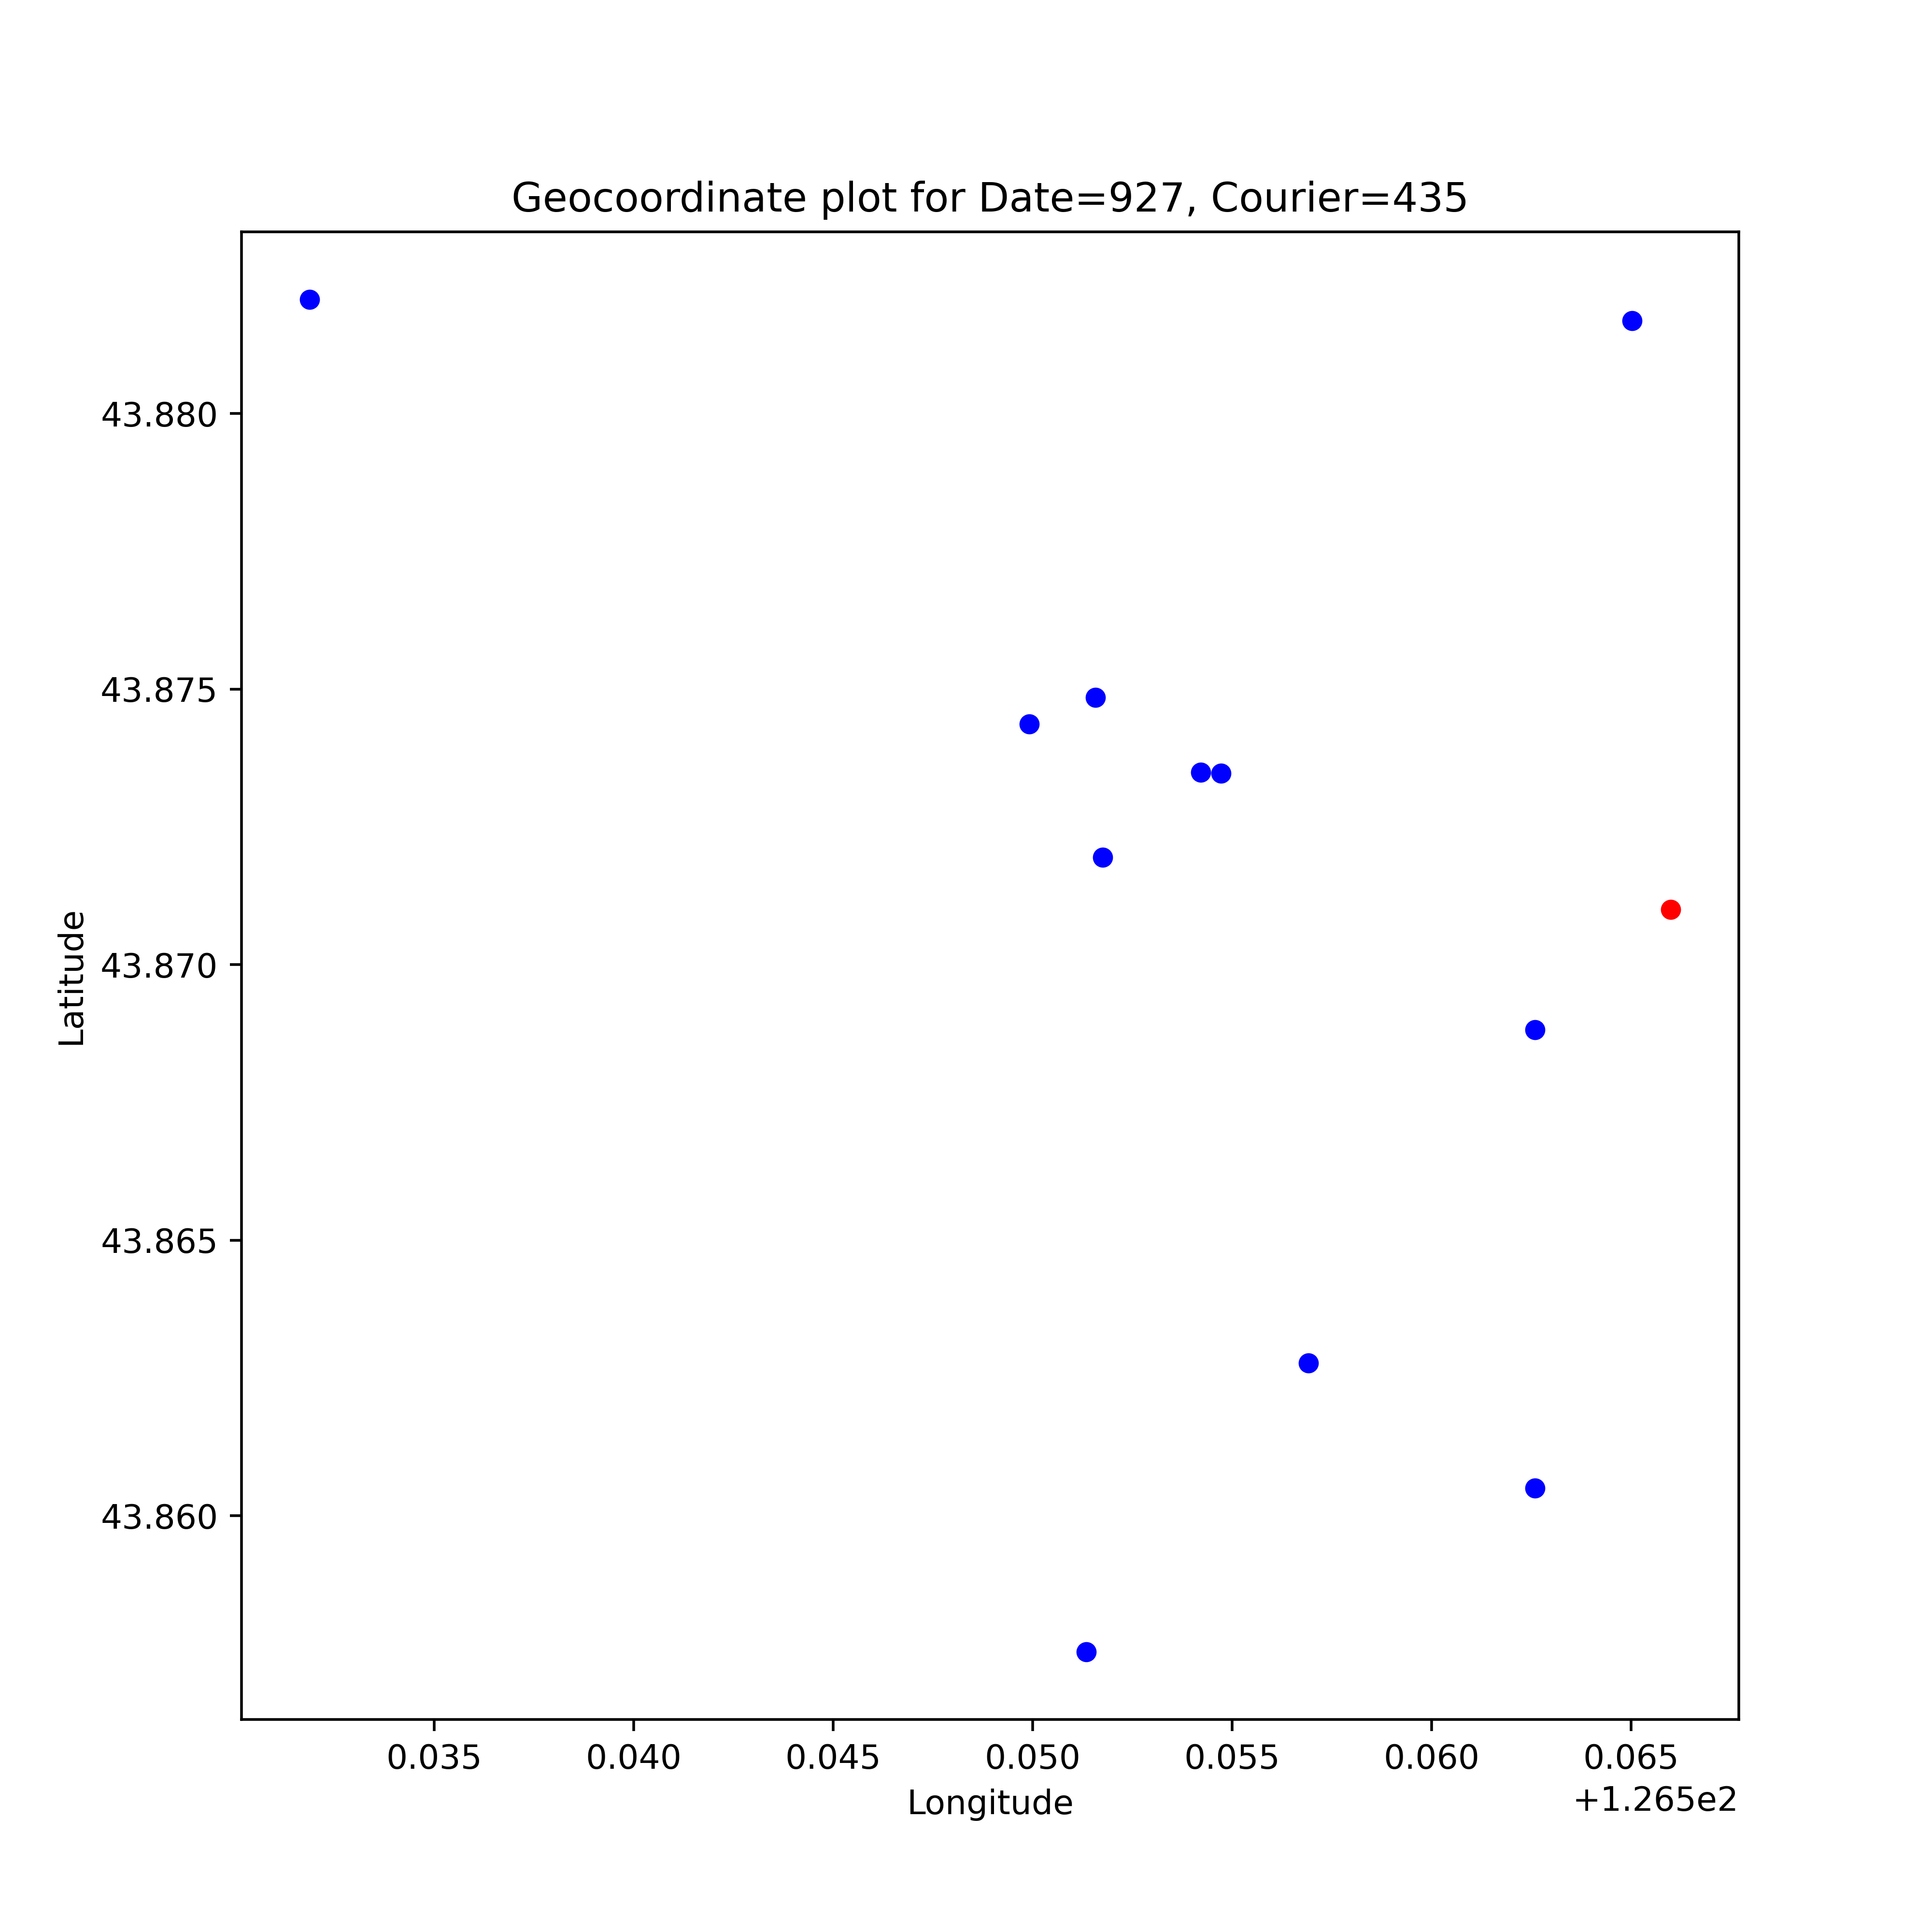 Geocoordinate plot for Date=927, Courier=435
43.880
43.875
43.870
43.865
43.860
Latitude
0.035 0.040 0.045 0.050 0.055 0.060 0.065
+1.265e2
Longitude